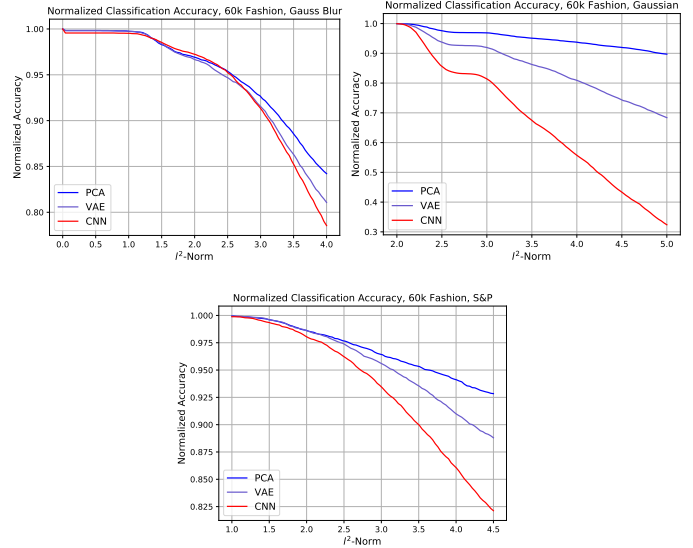 Normalized Classification Accuracy, 60k Fashion, Gauss Blur
1.00
0.95
0.90
0.85
0.80
Normalized Accuracy
PCA
VAE
CNN
0.0 0.5 1.0 1.5 2.0 2.5 3.0 3.5 4.0
l²-Norm
Normalized Classification Accuracy, 60k Fashion, Gaussian
1.0
0.9
0.8
0.7
0.6
0.5
0.4
0.3
Normalized Accuracy
PCA
VAE
CNN
2.0 2.5 3.0 3.5 4.0 4.5 5.0
l²-Norm
Normalized Classification Accuracy, 60k Fashion, S&P
1.000
0.975
0.950
0.925
0.900
0.875
0.850
0.825
Normalized Accuracy
PCA
VAE
CNN
1.0 1.5 2.0 2.5 3.0 3.5 4.0 4.5
l²-Norm